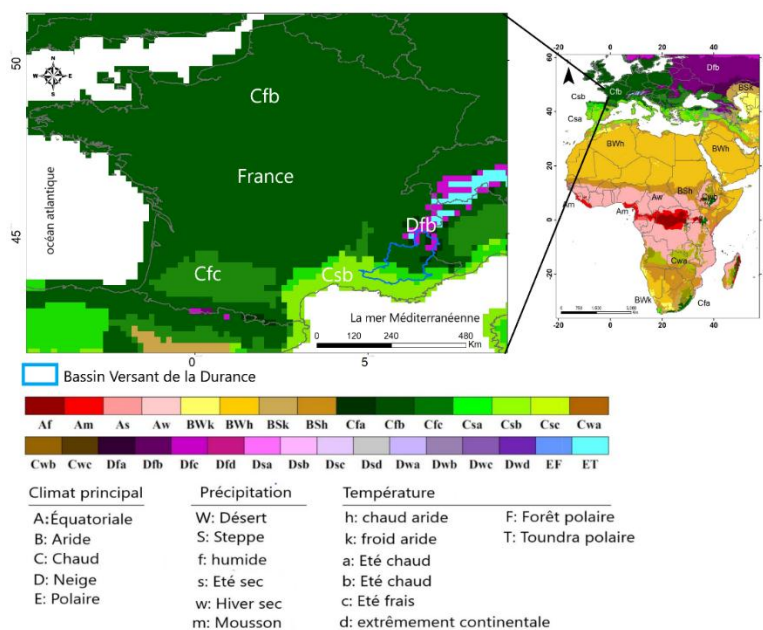 50
45
0
5
N
W
E
S
océan atlantique
Cfb
France
Dfb
Cfc
Csb
La mer Méditerranéenne
0 120 240 480
Km
-20 0 20 40 60
60
40
20
0
-20
Dfb
Cfb
BSk
Csb
Csa
BWh
BWh
BSh
Aw
Am
Am
Cwa
BWk
Cfa
-20 0 20 40
Bassin Versant de la Durance
Af Am As Aw BWk BWh BSk BSh Cfa Cfb Cfc Csa Csb Csc Cwa
Cwb Cwc Dfa Dfb Dfc Dfd Dsa Dsb Dsc Dsd Dwa Dwb Dwc Dwd EF ET
Climat principal
A:Équatoriale
B: Aride
C: Chaud
D: Neige
E: Polaire
Précipitation
W: Désert
S: Steppe
f: humide
s: Eté sec
w: Hiver sec
m: Mousson
Température
h: chaud aride
k: froid aride
a: Eté chaud
b: Eté chaud
c: Eté frais
d: extrêmement continentale
F: Forêt polaire
T: Toundra polaire